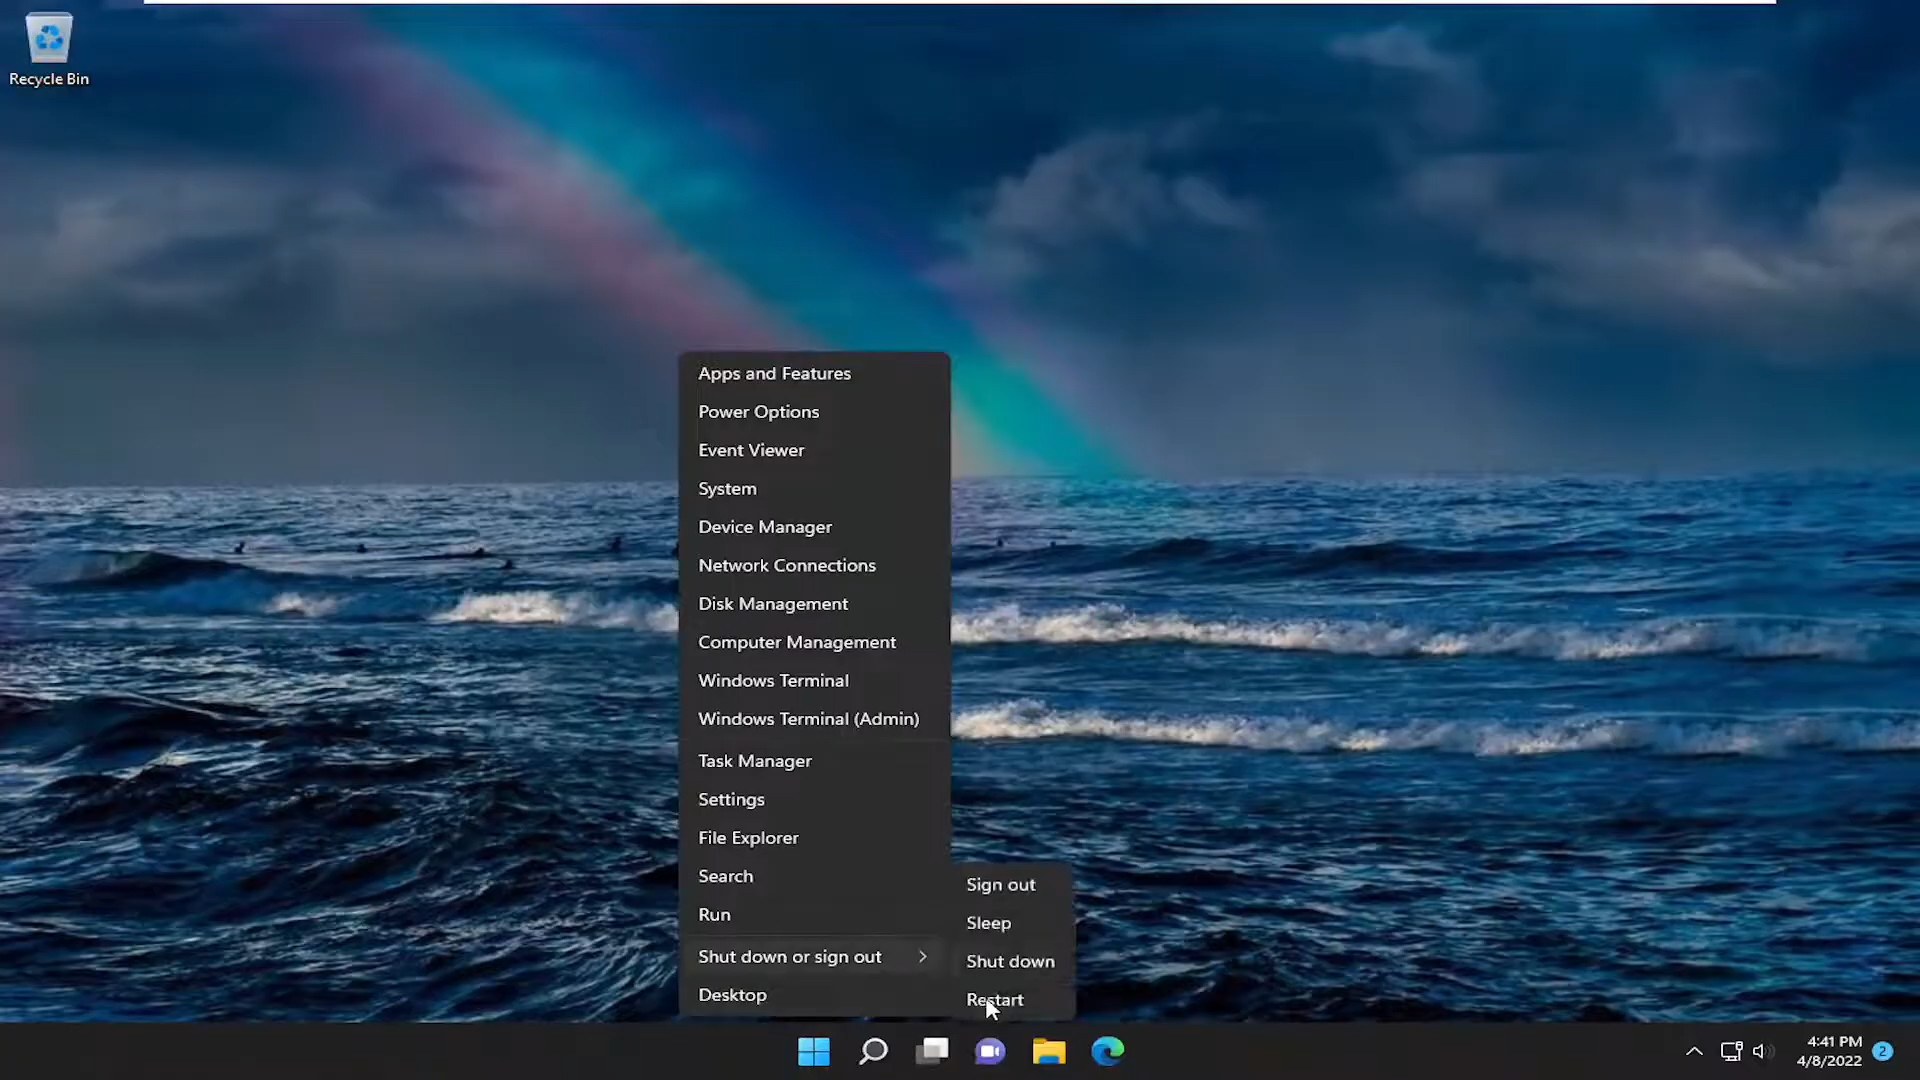 Recycle Bin
Apps and Features
Power Options
Event Viewer
System
Device Manager
Network Connections
Disk Management
Computer Management
Windows Terminal
Windows Terminal (Admin)
Task Manager
Settings
File Explorer
Search
Run
Shut down or sign out
Desktop
Sign out
Sleep
Shut down
Restart
4:41 PM
4/8/2022
2